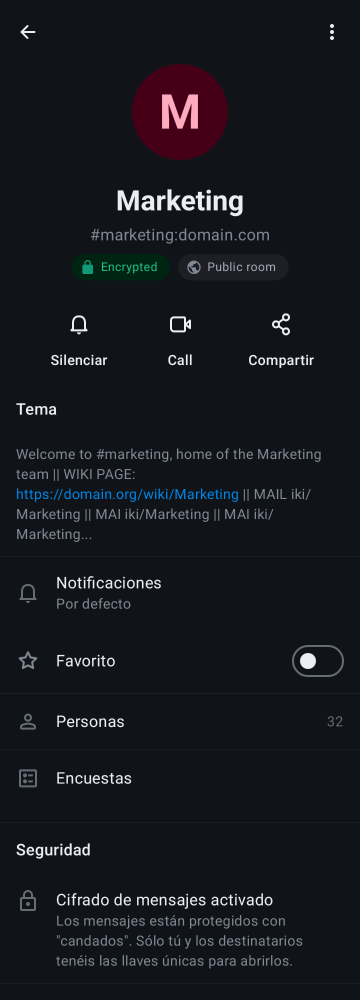 M
Marketing
#marketing:domain.com
Encrypted
Public room
Silenciar
Call
Compartir
Tema
Welcome to #marketing, home of the Marketing
team || WIKI PAGE:
https://domain.org/wiki/Marketing || MAIL iki/
Marketing || MAI iki/Marketing || MAI iki/
Marketing...
Notificaciones
Por defecto
Favorito
Personas
32
Encuestas
Seguridad
Cifrado de mensajes activado
Los mensajes están protegidos con
"candados". Sólo tú y los destinatarios
tenéis las llaves únicas para abrirlos.